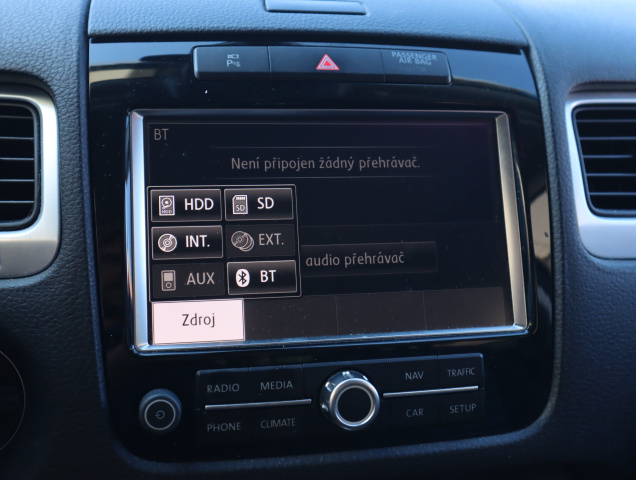 P
PASSENGER
AIR BAG
BT
Není připojen žádný přehrávač.
HDD
SD
INT.
EXT.
AUX
BT
audio přehrávač
Zdroj
RADIO
MEDIA
NAV
TRAFFIC
PHONE
CLIMATE
CAR
SETUP